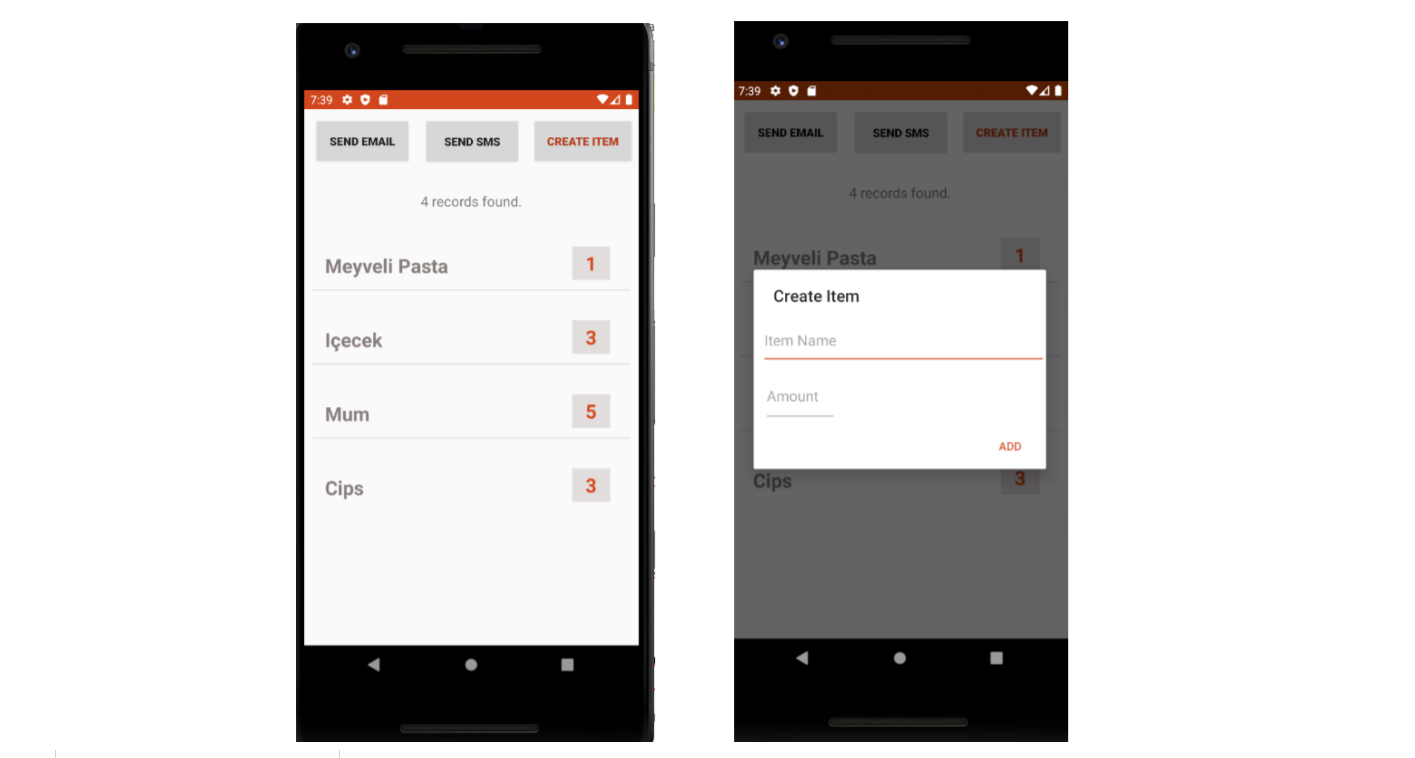 7:39
SEND EMAIL SEND SMS CREATE ITEM
4 records found.
Meyveli Pasta 1
Içecek 3
Mum 5
Cips 3
7:39
SEND EMAIL SEND SMS CREATE ITEM
4 records found.
Meyveli Pasta 1
Create Item
Item Name
Amount
ADD
Cips 3